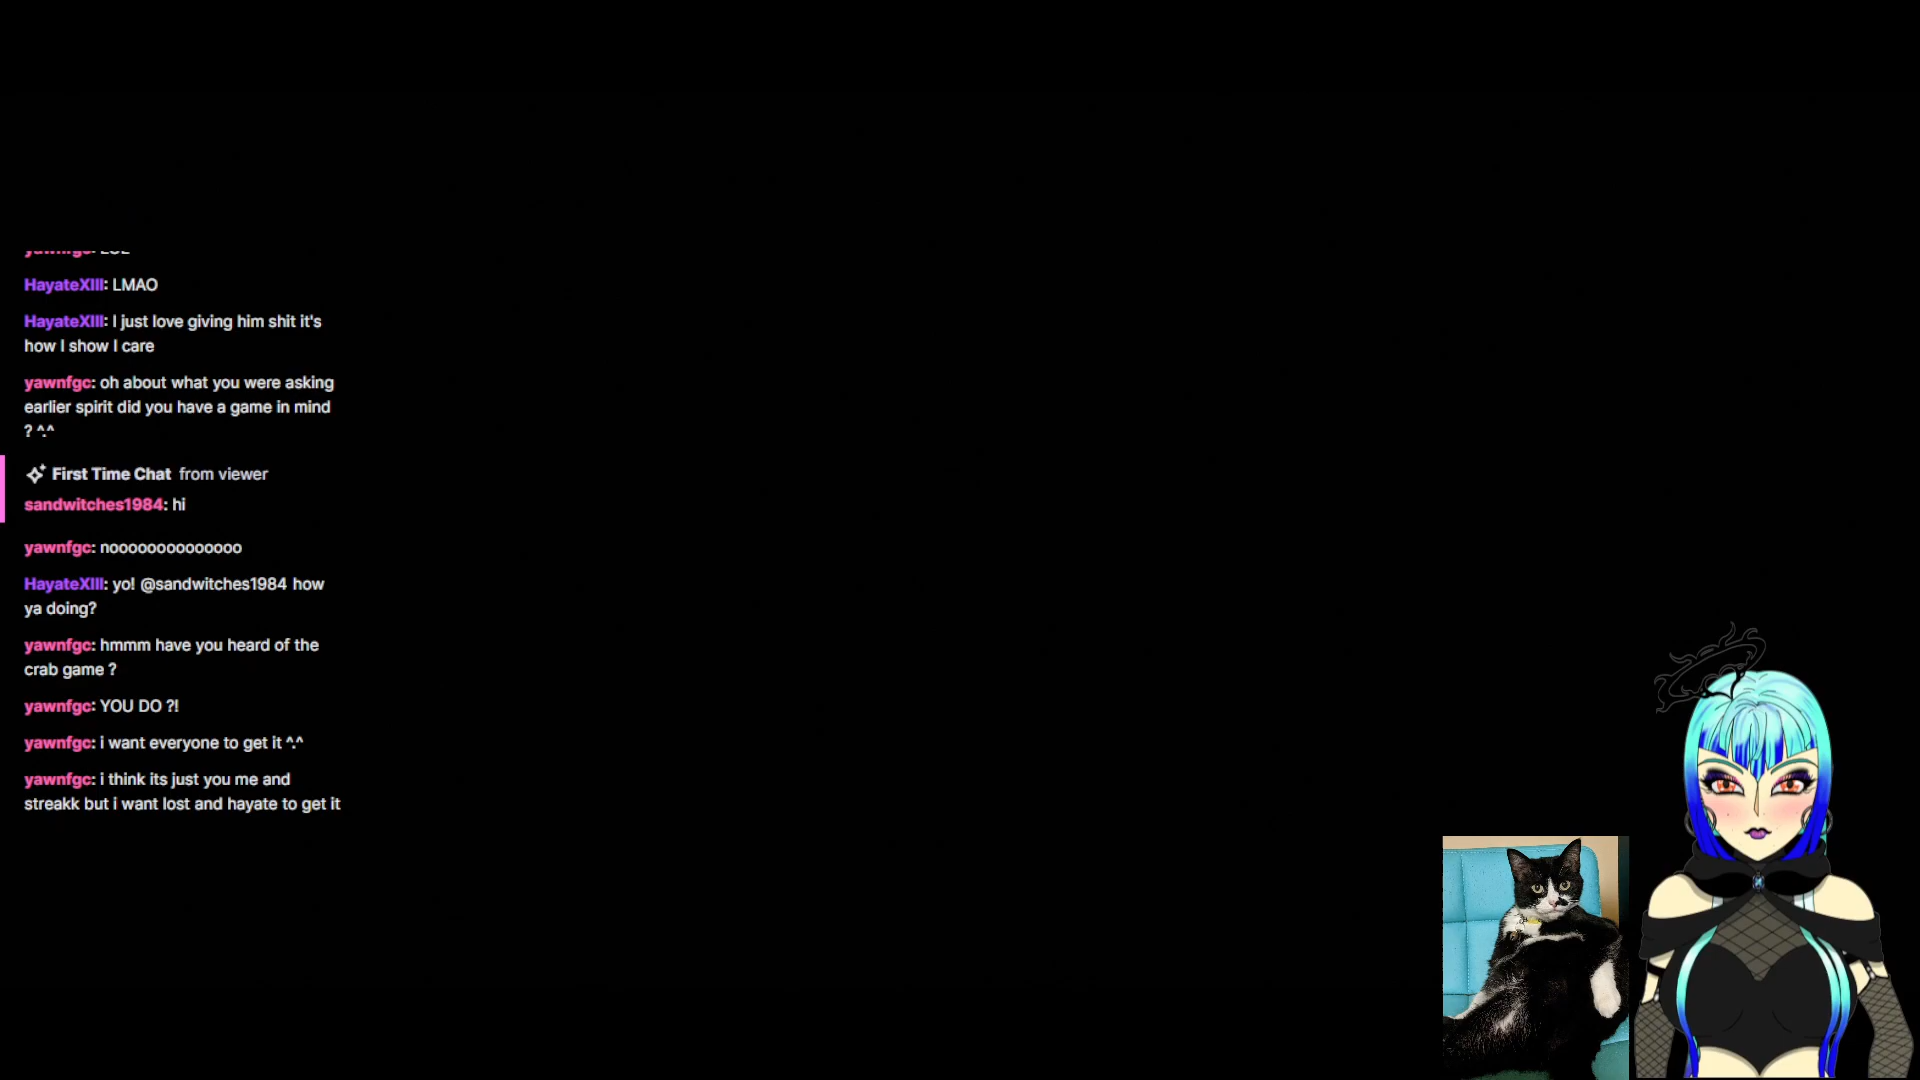 HayateXIII: LMAO
HayateXIII: I just love giving him shit it's
how I show I care
yawnfgc: oh about what you were asking
earlier spirit did you have a game in mind
? ^.^
First Time Chat from viewer
sandwitches1984: hi
yawnfgc: noooooooooooooo
HayateXIII: yo! @sandwitches1984 how
ya doing?
yawnfgc: hmmm have you heard of the
crab game ?
yawnfgc: YOU DO ?!
yawnfgc: i want everyone to get it ^.^
yawnfgc: i think its just you me and
streakk but i want lost and hayate to get it